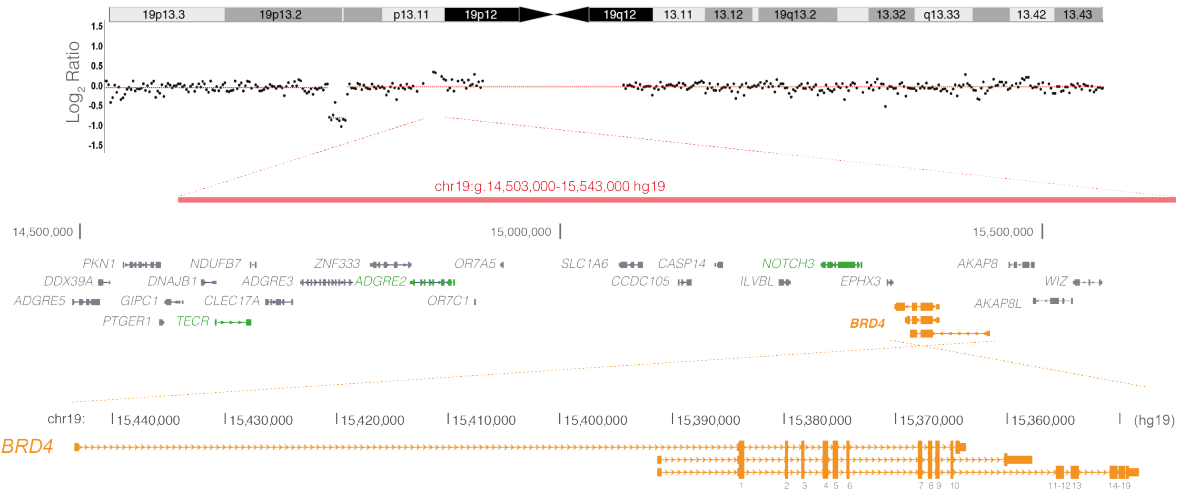 19p13.3 19p13.2 p13.11 19p12 19q12 13.11 13.12 19q13.2 13.32 q13.33 13.42 13.43
1.5
1.0
0.5
0.0
-0.5
-1.0
-1.5
Log2 Ratio
chr19:g.14,503,000-15,543,000 hg19
14,500,000 15,000,000 15,500,000
PKN1 NDUFB7 ZNF333 OR7A5 SLC1A6 CASP14 NOTCH3 AKAP8
DDX39A DNAJB1 ADGRE3 ADGRE2 CCDC105 ILVBL EPHX3 WIZ
ADGRE5 GIPC1 CLEC17A OR7C1 AKAP8L
PTGER1 TECR BRD4
chr19: 15,440,000 15,430,000 15,420,000 15,410,000 15,400,000 15,390,000 15,380,000 15,370,000 15,360,000 (hg19)
BRD4
1 2 3 4 5 6 7 8 9 10 11-12 13 14-19